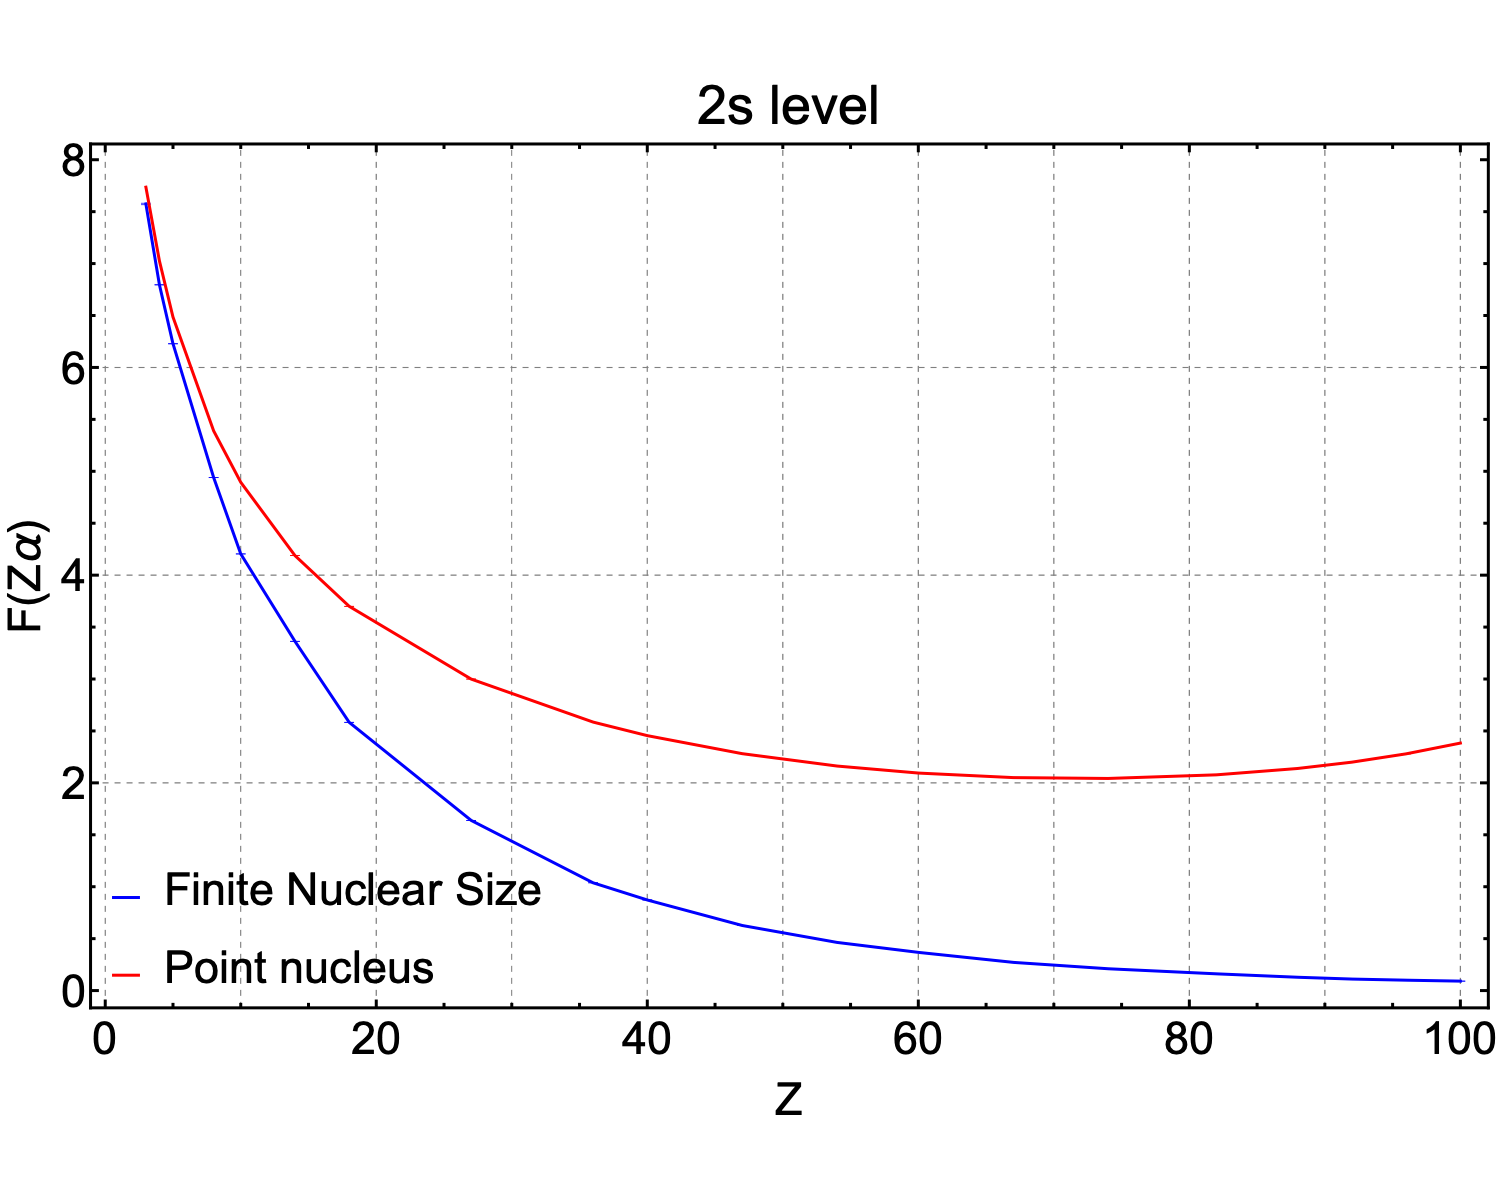 2s level
8
6
4
2
0
F(Zα)
Finite Nuclear Size
Point nucleus
0 20 40 60 80 100
Z